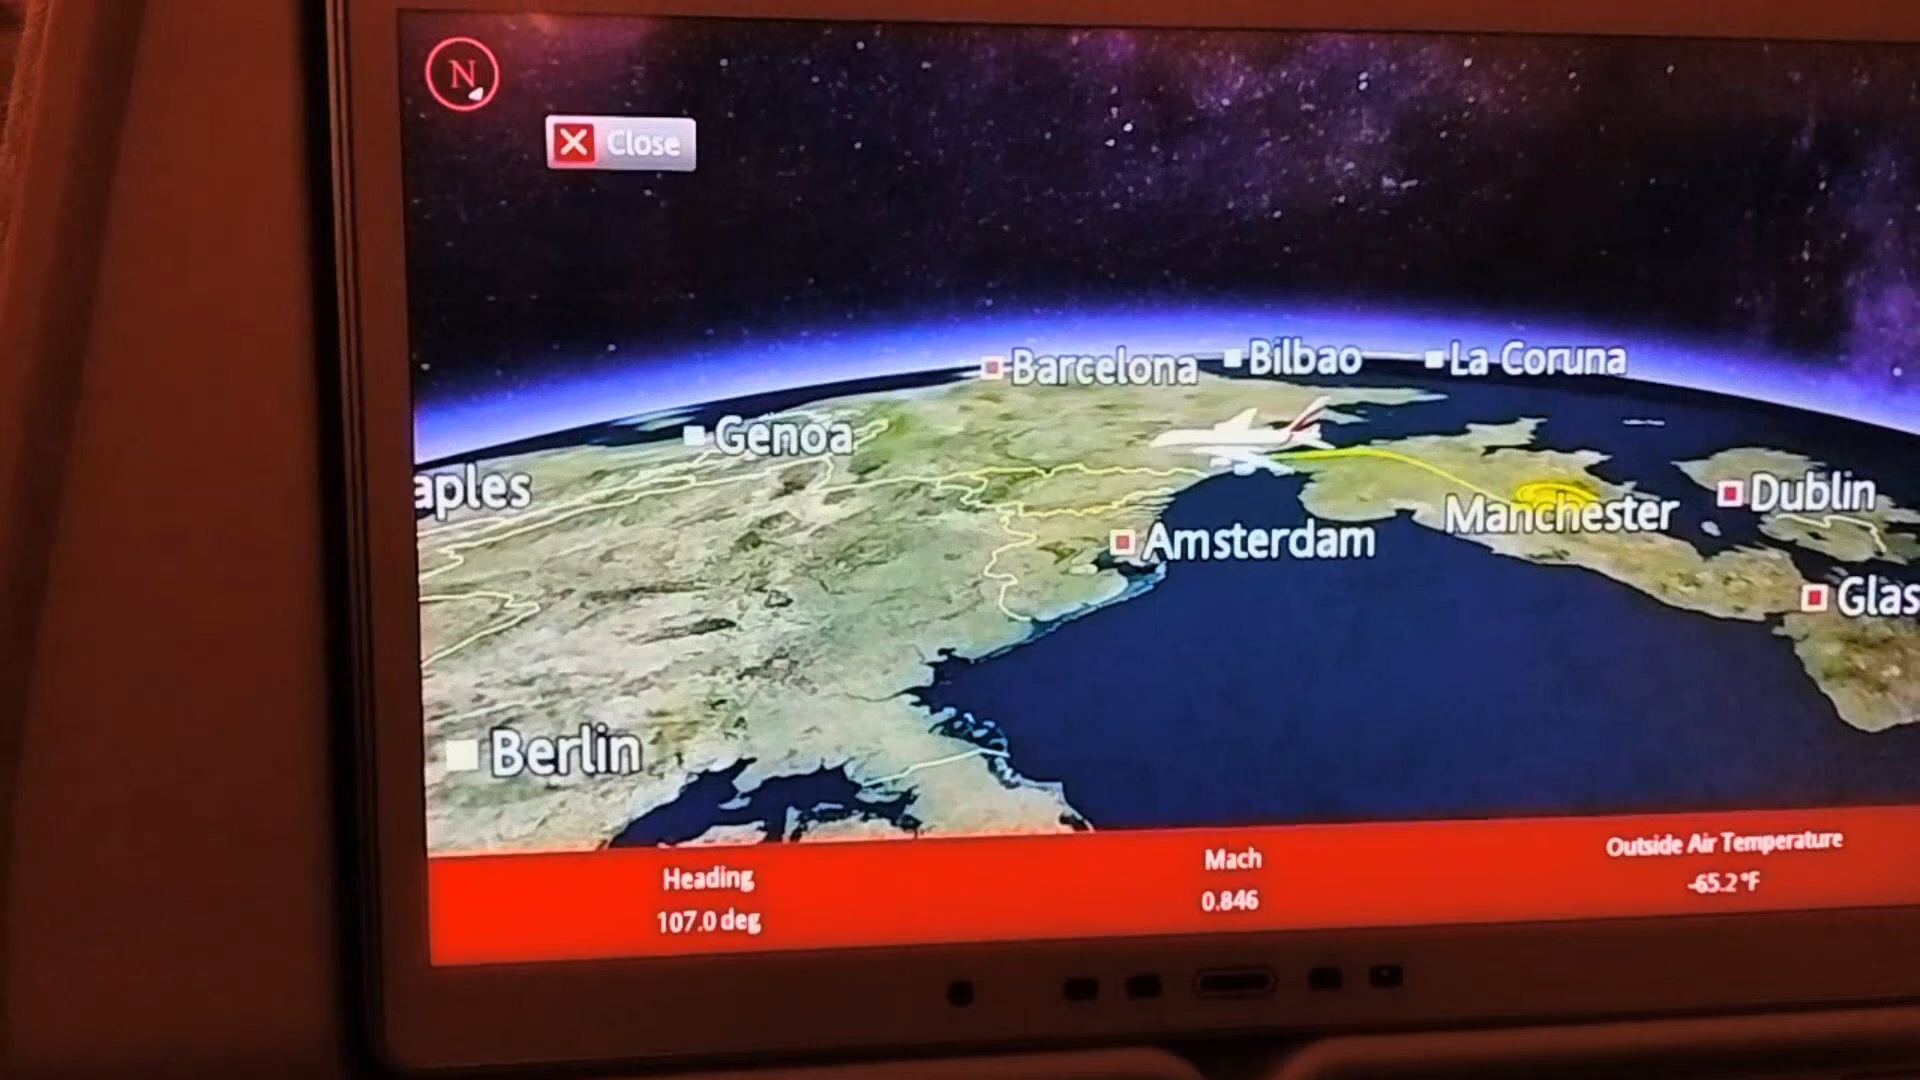 N
Close
Barcelona
Bilbao
La Coruna
Genoa
aples
Dublin
Manchester
Amsterdam
Glas
Berlin
Heading
107.0 deg
Mach
0.846
Outside Air Temperature
-65.2 °F